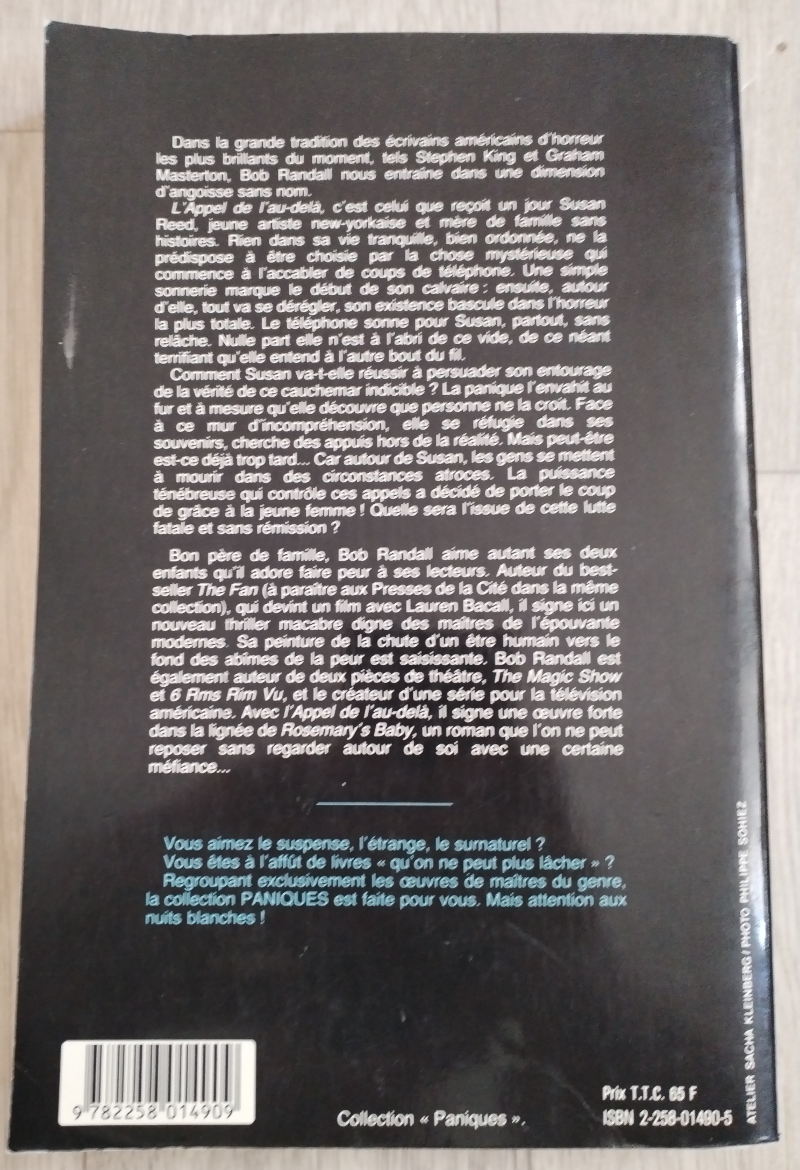 Dans la grande tradition des écrivains américains d'horreur
les plus brillants du moment, tels Stephen King et Graham
Masterton, Bob Randall nous entraîne dans une dimension
d'angoisse sans nom.
L'Appel de l'au-delà, c'est celui que reçoit un jour Susan
Reed, jeune artiste new-yorkaise et mère de famille sans
histoires. Rien dans sa vie tranquille, bien ordonnée, ne la
prédispose à être choisie par la chose mystérieuse qui
commence à l'accabler de coups de téléphone. Une simple
sonnerie marque le début de son calvaire : ensuite, autour
d'elle, tout va se dérégler, son existence bascule dans l'horreur
la plus totale. Le téléphone sonne pour Susan, partout, sans
relâche. Nulle part elle n'est à l'abri de ce vide, de ce néant
terrifiant qu'elle entend à l'autre bout du fil.
Comment Susan va-t-elle réussir à persuader son entourage
de la vérité de ce cauchemar indicible ? La panique l'envahit au
fur et à mesure qu'elle découvre que personne ne la croit. Face
à ce mur d'incompréhension, elle se réfugie dans ses
souvenirs, cherche des appuis hors de la réalité. Mais peut-être
est-ce déjà trop tard... Car autour de Susan, les gens se mettent
à mourir dans des circonstances atroces. La puissance
ténébreuse qui contrôle ces appels a décidé de porter le coup
de grâce à la jeune femme ! Quelle sera l'issue de cette lutte
fatale et sans rémission ?
Bon père de famille, Bob Randall aime autant ses deux
enfants qu'il adore faire peur à ses lecteurs. Auteur du best-
seller The Fan (à paraître aux Presses de la Cité dans la même
collection), qui devint un film avec Lauren Bacall, il signe ici un
nouveau thriller macabre digne des maîtres de l'épouvante
modernes. Sa peinture de la chute d'un être humain vers le
fond des abîmes de la peur est saisissante. Bob Randall est
également auteur de deux pièces de théâtre, The Magic Show
et 6 Rms Rim Vu, et le créateur d'une série pour la télévision
américaine. Avec l'Appel de l'au-delà, il signe une œuvre forte
dans la lignée de Rosemary's Baby, un roman que l'on ne peut
reposer sans regarder autour de soi avec une certaine
méfiance...
Vous aimez le suspense, l'étrange, le surnaturel ?
Vous êtes à l'affût de livres « qu'on ne peut plus lâcher » ?
Regroupant exclusivement les œuvres de maîtres du genre,
la collection PANIQUES est faite pour vous. Mais attention aux
nuits blanches !
ATELIER SACHA KLEINBERG / PHOTO PHILIPPE SOHIEZ
9 782258 014909
Collection « Paniques ».
Prix T.T.C. 65 F
ISBN 2-258-01490-5